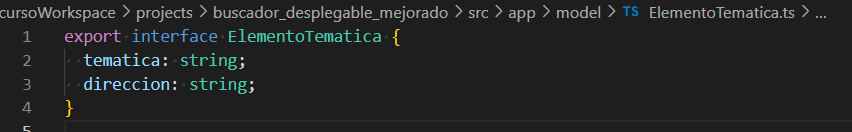 cursoWorkspace > projects > buscador_desplegable_mejorado > src > app > model > TS ElementoTematica.ts > ...
1 export interface ElementoTematica {
2 tematica: string;
3 direccion: string;
4 }
5